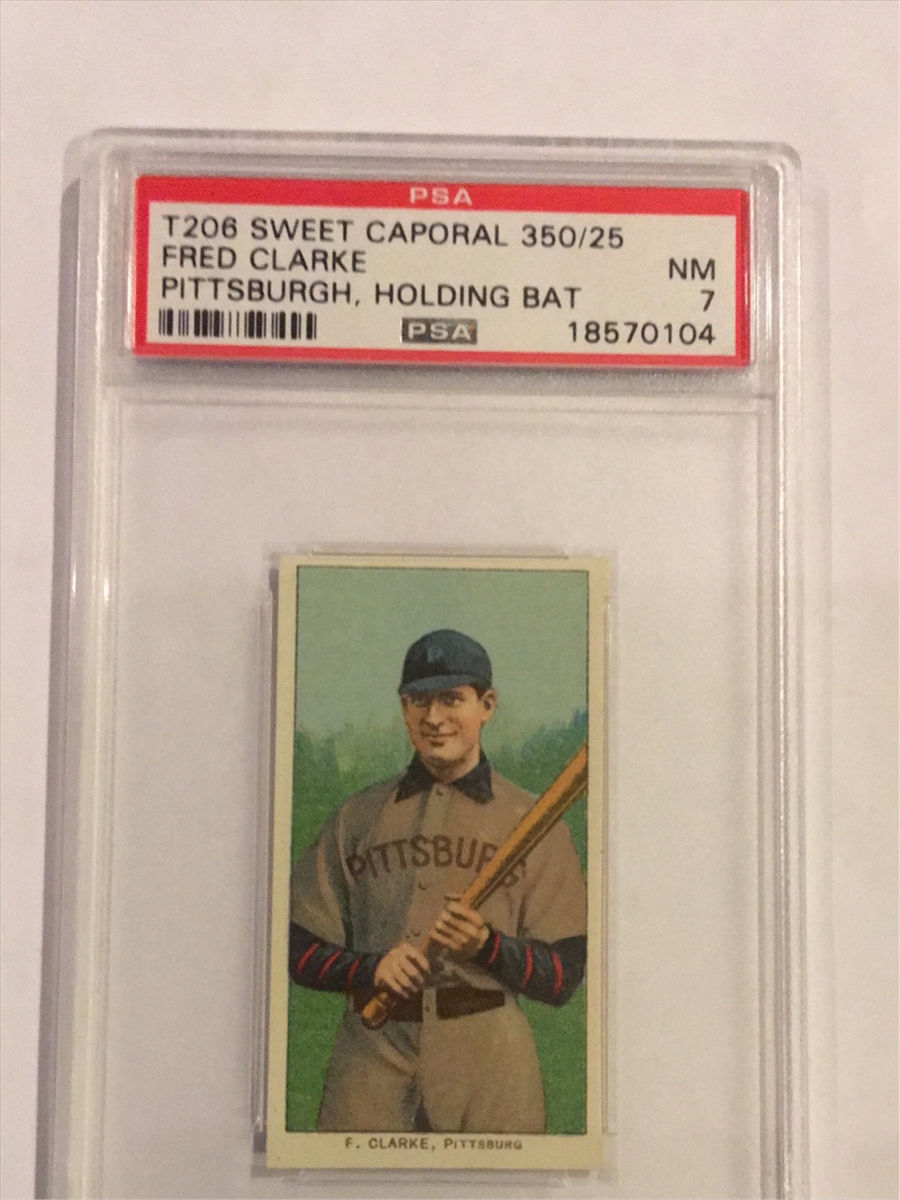 PSA
T206 SWEET CAPORAL 350/25
FRED CLARKE NM
PITTSBURGH, HOLDING BAT 7
PSA 18570104
P
PITTSBURG
F. CLARKE, PITTSBURG